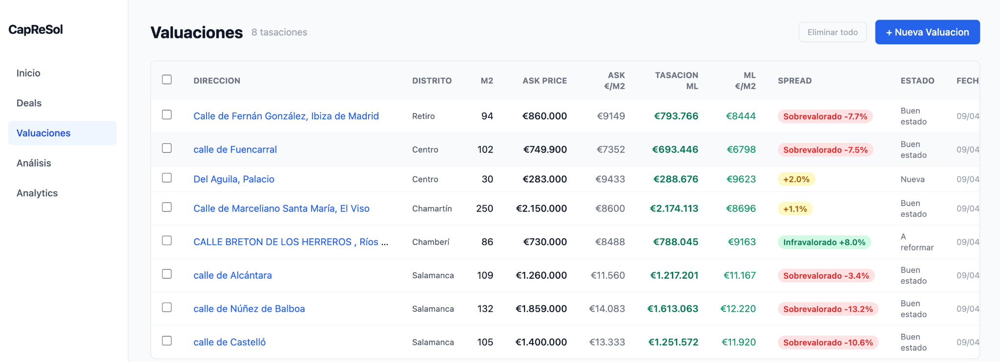 CapReSol
Inicio
Deals
Valuaciones
Análisis
Analytics
Valuaciones 8 tasaciones
Eliminar todo
+ Nueva Valuacion
DIRECCION DISTRITO M2 ASK PRICE ASK €/M2 TASACION ML ML €/M2 SPREAD ESTADO FECH
Calle de Fernán González, Ibiza de Madrid Retiro 94 €860.000 €9149 €793.766 €8444 Sobrevalorado -7.7% Buen estado 09/04
calle de Fuencarral Centro 102 €749.900 €7352 €693.446 €6798 Sobrevalorado -7.5% Buen estado 09/04
Del Aguila, Palacio Centro 30 €283.000 €9433 €288.676 €9623 +2.0% Nueva 09/04
Calle de Marceliano Santa María, El Viso Chamartín 250 €2.150.000 €8600 €2.174.113 €8696 +1.1% Buen estado 09/04
CALLE BRETON DE LOS HERREROS , Ríos ... Chamberí 86 €730.000 €8488 €788.045 €9163 Infravalorado +8.0% A reformar 09/04
calle de Alcántara Salamanca 109 €1.260.000 €11.560 €1.217.201 €11.167 Sobrevalorado -3.4% Buen estado 09/04
calle de Núñez de Balboa Salamanca 132 €1.859.000 €14.083 €1.613.063 €12.220 Sobrevalorado -13.2% Buen estado 09/04
calle de Castelló Salamanca 105 €1.400.000 €13.333 €1.251.572 €11.920 Sobrevalorado -10.6% Buen estado 09/04